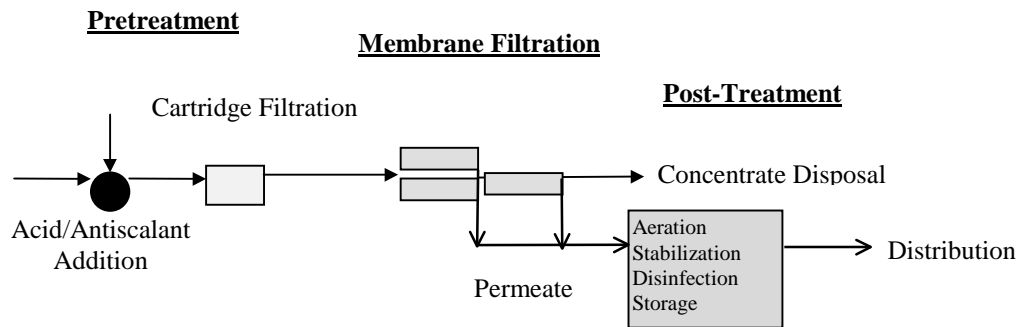 Pretreatment
Membrane Filtration
Post-Treatment
Cartridge Filtration
Concentrate Disposal
Acid/Antiscalant
Addition
Aeration
Stabilization
Disinfection
Storage
Distribution
Permeate